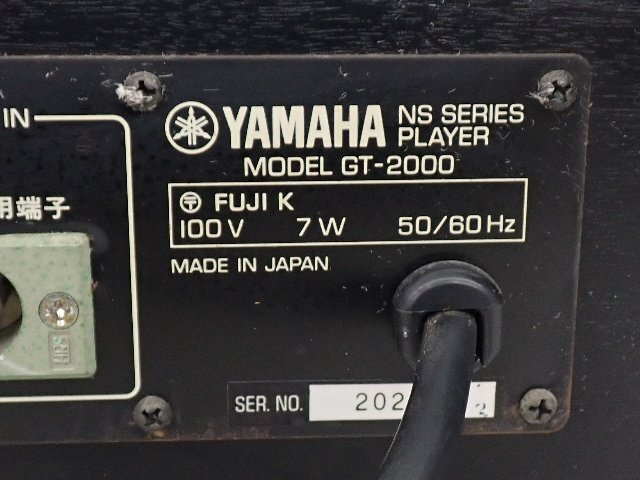 IN
用端子
HRS
YAMAHA NS SERIES PLAYER
MODEL GT-2000
〒 FUJI K
100V 7W 50/60Hz
MADE IN JAPAN
SER. NO. 202